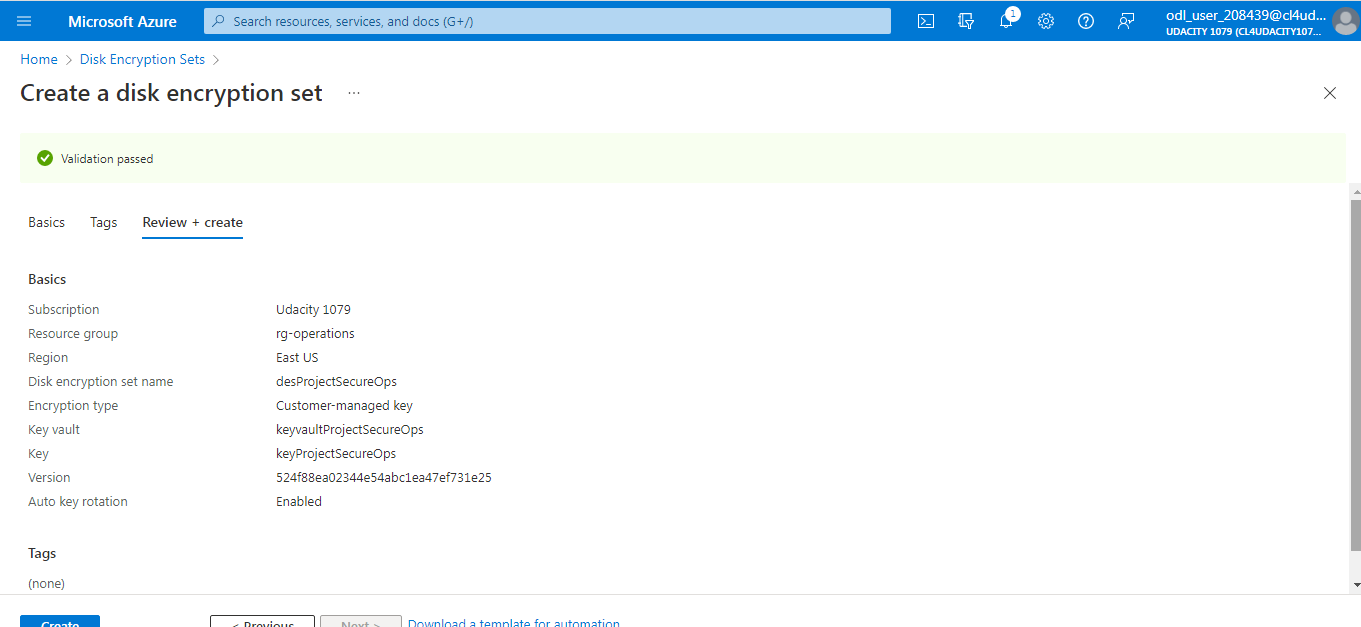 Microsoft Azure
Search resources, services, and docs (G+/)
1
odl_user_208439@cl4ud...
UDACITY 1079 (CL4UDACITY107...
Home > Disk Encryption Sets >
Create a disk encryption set ...
Validation passed
Basics Tags Review + create
Basics
Subscription Udacity 1079
Resource group rg-operations
Region East US
Disk encryption set name desProjectSecureOps
Encryption type Customer-managed key
Key vault keyvaultProjectSecureOps
Key keyProjectSecureOps
Version 524f88ea02344e54abc1ea47ef731e25
Auto key rotation Enabled
Tags
(none)
Create < Previous Next > Download a template for automation